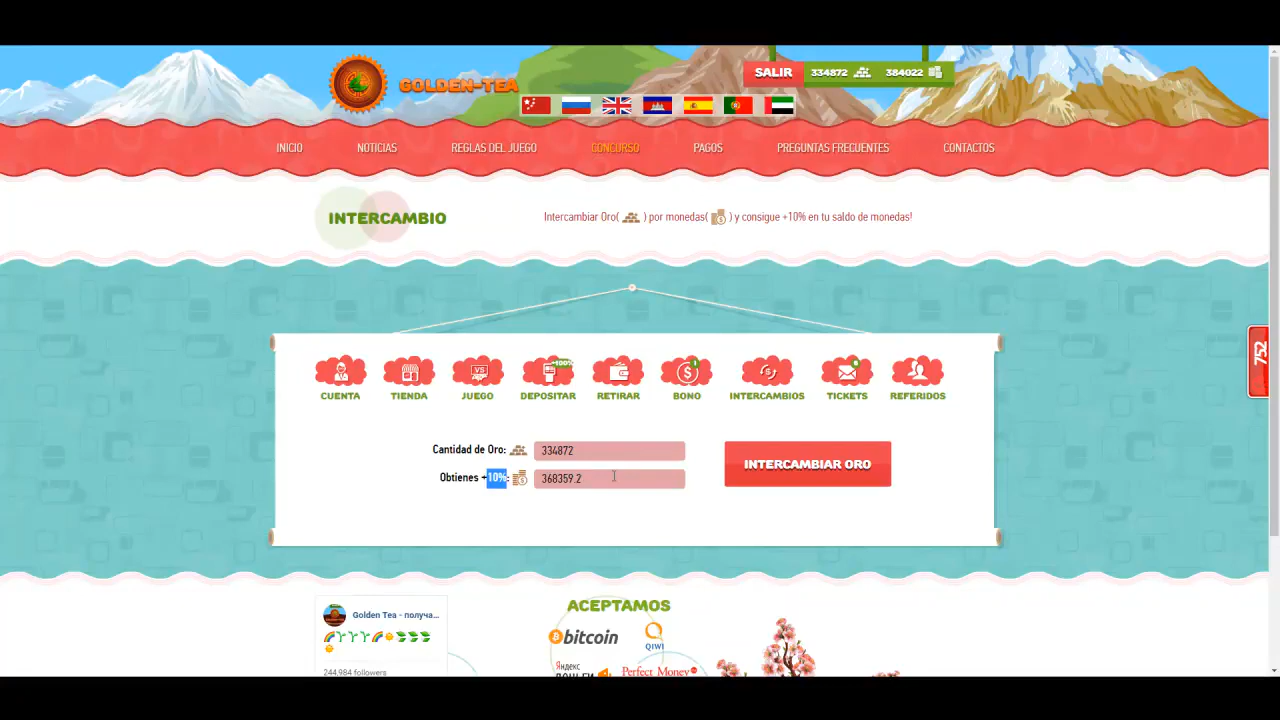 GOLDEN-TEA
SALIR 334872 384022
INICIO NOTICIAS REGLAS DEL JUEGO CONCURSO PAGOS PREGUNTAS FRECUENTES CONTACTOS
INTERCAMBIO
Intercambiar Oro( ) por monedas( ) y consigue +10% en tu saldo de monedas!
752
+100%
VS
CUENTA TIENDA JUEGO DEPOSITAR RETIRAR BONO INTERCAMBIOS TICKETS REFERIDOS
Cantidad de Oro: 334872
Obtienes +10%: 368359.2
INTERCAMBIAR ORO
Golden Tea - получа...
244,984 followers
ACEPTAMOS
bitcoin
QIWI
Яндекс
Perfect Money